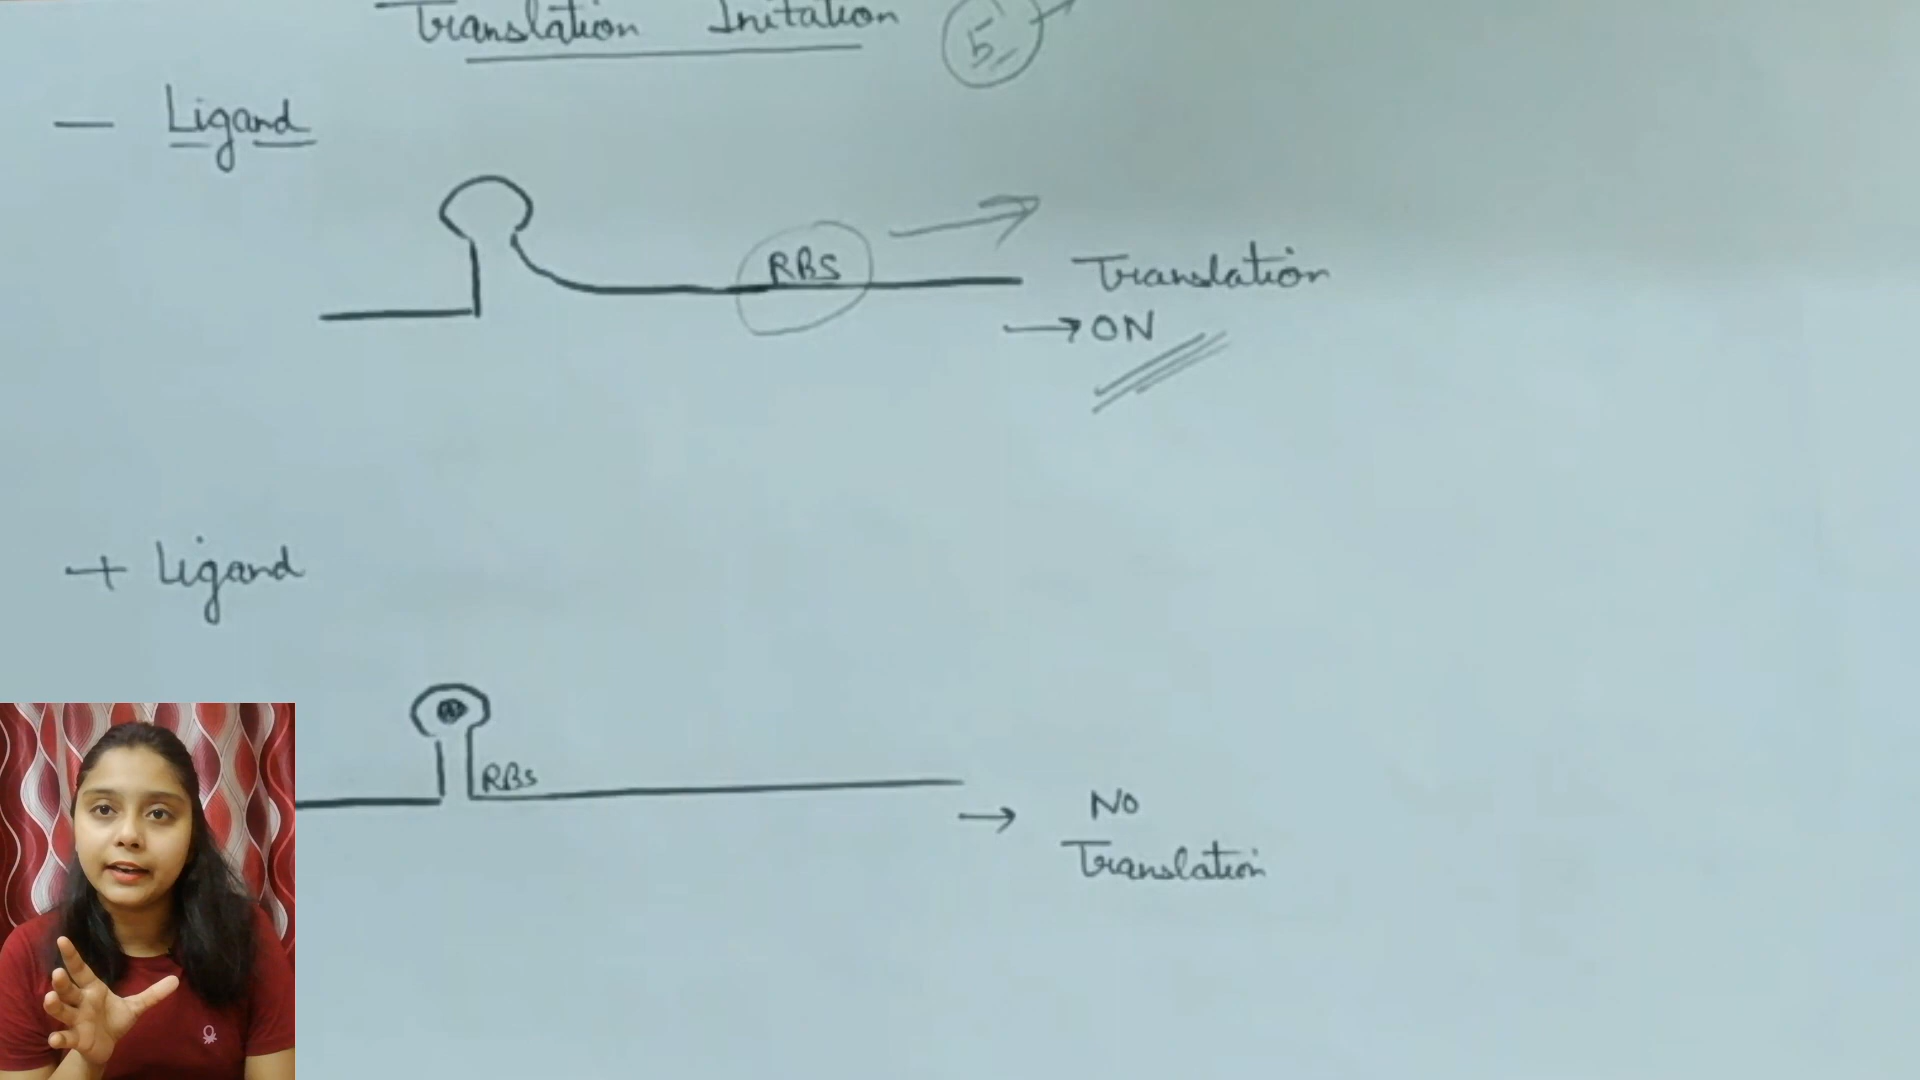 Translation Initation 5
— Ligand
RBS
Translation
→ ON
+ Ligand
RBS
→ No
Translation